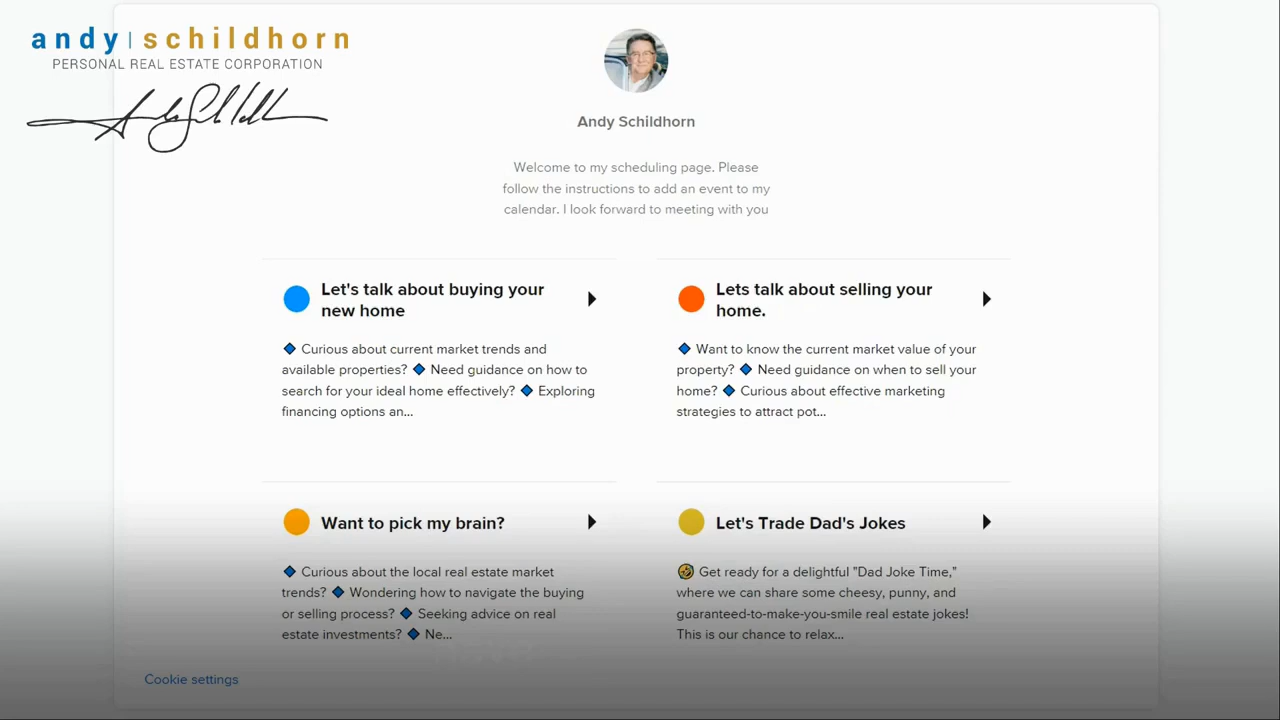 andy | schildhorn
PERSONAL REAL ESTATE CORPORATION
Andy Schildhorn
Welcome to my scheduling page. Please
follow the instructions to add an event to my
calendar. I look forward to meeting with you
Let's talk about buying your
new home
🔹 Curious about current market trends and
available properties? 🔹 Need guidance on how to
search for your ideal home effectively? 🔹 Exploring
financing options an...
Lets talk about selling your
home.
🔹 Want to know the current market value of your
property? 🔹 Need guidance on when to sell your
home? 🔹 Curious about effective marketing
strategies to attract pot...
Want to pick my brain?
🔹 Curious about the local real estate market
trends? 🔹 Wondering how to navigate the buying
or selling process? 🔹 Seeking advice on real
estate investments? 🔹 Ne...
Let's Trade Dad's Jokes
🤣 Get ready for a delightful "Dad Joke Time,"
where we can share some cheesy, punny, and
guaranteed-to-make-you-smile real estate jokes!
This is our chance to relax...
Cookie settings